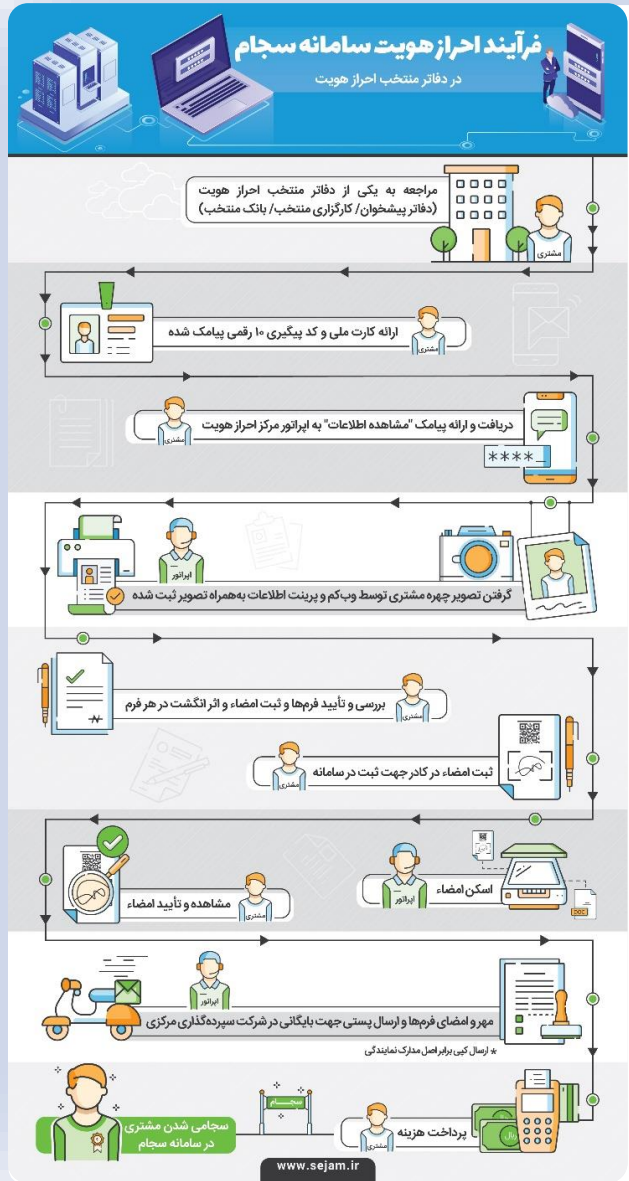 فرآیند احراز هویت سامانه سجام
در دفاتر منتخب احراز هویت
مراجعه به یکی از دفاتر منتخب احراز هویت
(دفاتر پیشخوان/ کارگزاری منتخب/ بانک منتخب)
مشتری
ارائه کارت ملی و کد پیگیری ۱۰ رقمی پیامک شده
مشتری
دریافت و ارائه پیامک "مشاهده اطلاعات" به اپراتور مرکز احراز هویت
مشتری
****_
اپراتور
گرفتن تصویر چهره مشتری توسط وب‌کم و پرینت اطلاعات به‌همراه تصویر ثبت شده
بررسی و تأیید فرم‌ها و ثبت امضاء و اثر انگشت در هر فرم
مشتری
ثبت امضاء در کادر جهت ثبت در سامانه
مشتری
اسکن امضاء
اپراتور
DOC
مشاهده و تأیید امضاء
مشتری
اپراتور
مهر و امضای فرم‌ها و ارسال پستی جهت بایگانی در شرکت سپرده‌گذاری مرکزی
* ارسال کپی برابر اصل مدارک نمایندگی
پرداخت هزینه
مشتری
ریال
سجــام
سجامی شدن مشتری
در سامانه سجام
www.sejam.ir